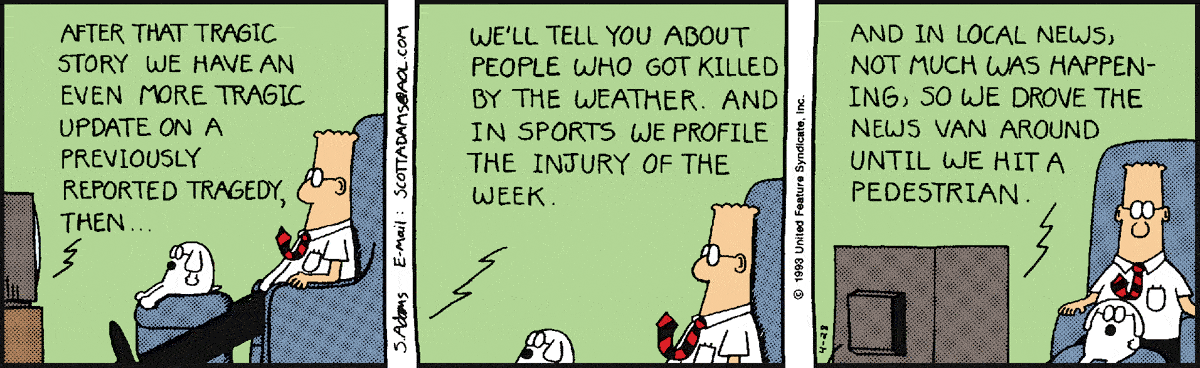 AFTER THAT TRAGIC
STORY WE HAVE AN
EVEN MORE TRAGIC
UPDATE ON A
PREVIOUSLY
REPORTED TRAGEDY,
THEN...
S.Adams E-mail: SCOTTADAMS@AOL.COM
WE'LL TELL YOU ABOUT
PEOPLE WHO GOT KILLED
BY THE WEATHER. AND
IN SPORTS WE PROFILE
THE INJURY OF THE
WEEK.
© 1993 United Feature Syndicate, Inc.
AND IN LOCAL NEWS,
NOT MUCH WAS HAPPEN-
ING, SO WE DROVE THE
NEWS VAN AROUND
UNTIL WE HIT A
PEDESTRIAN.
4-28